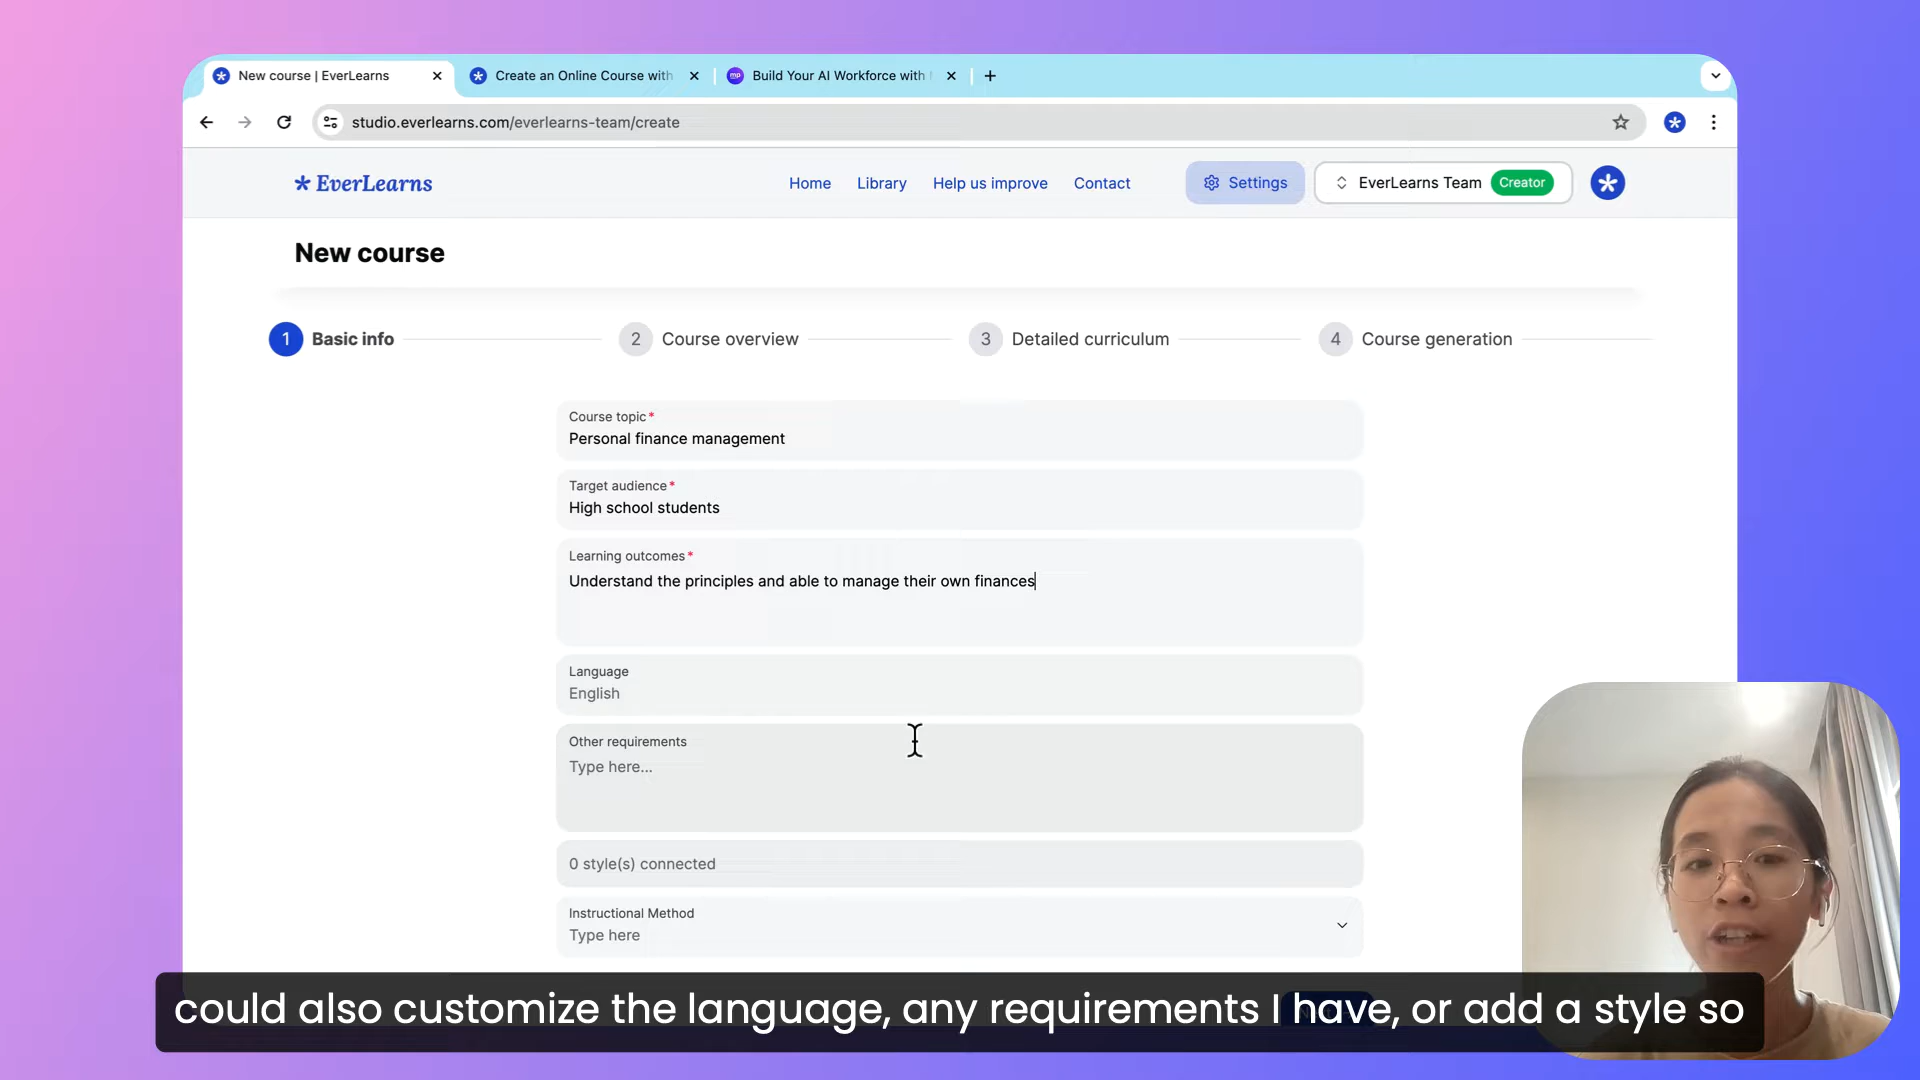 New course | EverLearns
Create an Online Course with
Build Your AI Workforce with
studio.everlearns.com/everlearns-team/create
EverLearns
Home
Library
Help us improve
Contact
Settings
EverLearns Team
Creator
New course
1 Basic info
2 Course overview
3 Detailed curriculum
4 Course generation
Course topic*
Personal finance management
Target audience*
High school students
Learning outcomes*
Understand the principles and able to manage their own finances
Language
English
Other requirements
Type here...
0 style(s) connected
Instructional Method
Type here
could also customize the language, any requirements I have, or add a style so